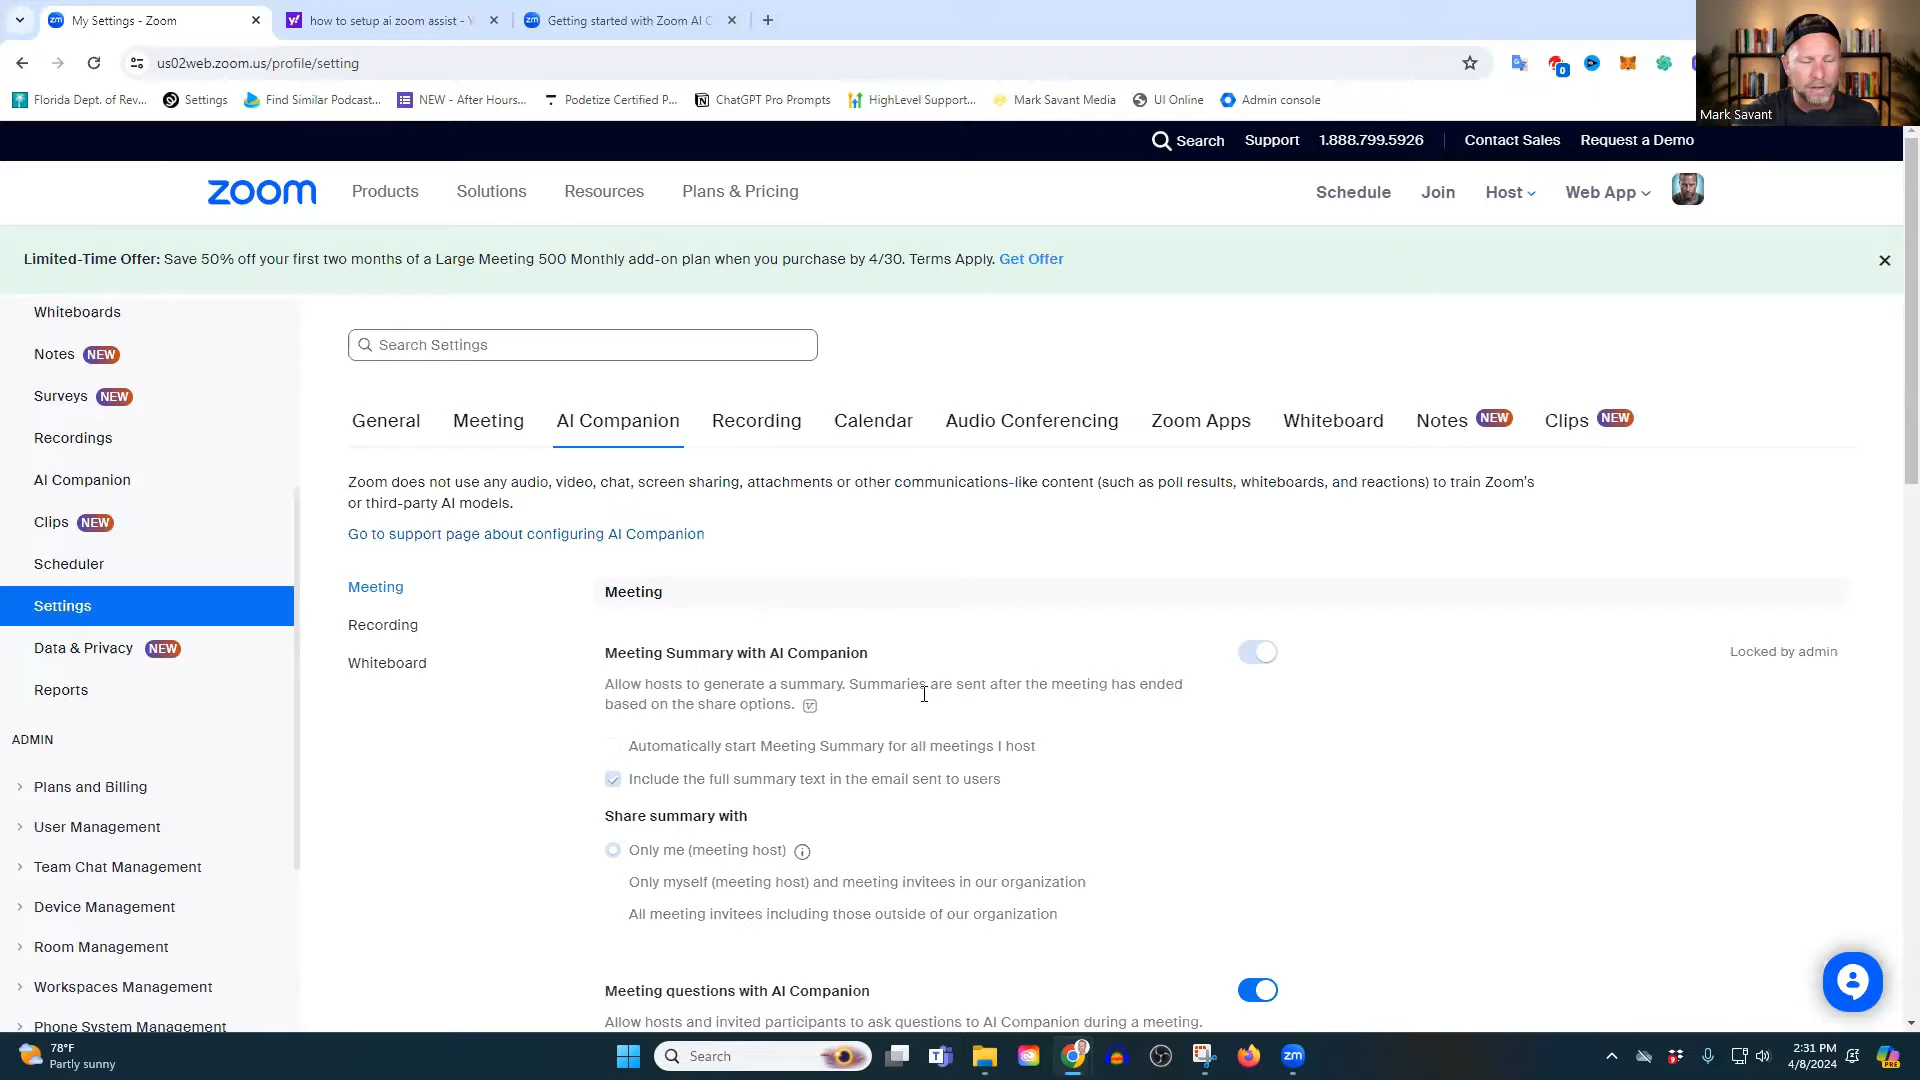 My Settings - Zoom
how to setup ai zoom assist - Y
Getting started with Zoom AI C
us02web.zoom.us/profile/setting
0
Mark Savant
Florida Dept. of Rev...
Settings
Find Similar Podcast...
NEW - After Hours...
Podetize Certified P...
ChatGPT Pro Prompts
HighLevel Support...
Mark Savant Media
UI Online
Admin console
Search
Support
1.888.799.5926
Contact Sales
Request a Demo
zoom
Products
Solutions
Resources
Plans & Pricing
Schedule
Join
Host
Web App
Limited-Time Offer: Save 50% off your first two months of a Large Meeting 500 Monthly add-on plan when you purchase by 4/30. Terms Apply. Get Offer
Whiteboards
Notes NEW
Surveys NEW
Recordings
AI Companion
Clips NEW
Scheduler
Settings
Data & Privacy NEW
Reports
ADMIN
Plans and Billing
User Management
Team Chat Management
Device Management
Room Management
Workspaces Management
Phone System Management
Search Settings
General
Meeting
AI Companion
Recording
Calendar
Audio Conferencing
Zoom Apps
Whiteboard
Notes NEW
Clips NEW
Zoom does not use any audio, video, chat, screen sharing, attachments or other communications-like content (such as poll results, whiteboards, and reactions) to train Zoom's
or third-party AI models.
Go to support page about configuring AI Companion
Meeting
Recording
Whiteboard
Meeting
Meeting Summary with AI Companion
Locked by admin
Allow hosts to generate a summary. Summaries are sent after the meeting has ended
based on the share options.
Automatically start Meeting Summary for all meetings I host
Include the full summary text in the email sent to users
Share summary with
Only me (meeting host)
Only myself (meeting host) and meeting invitees in our organization
All meeting invitees including those outside of our organization
Meeting questions with AI Companion
Allow hosts and invited participants to ask questions to AI Companion during a meeting.
78°F
Partly sunny
Search
zm
2:31 PM
4/8/2024
PRE